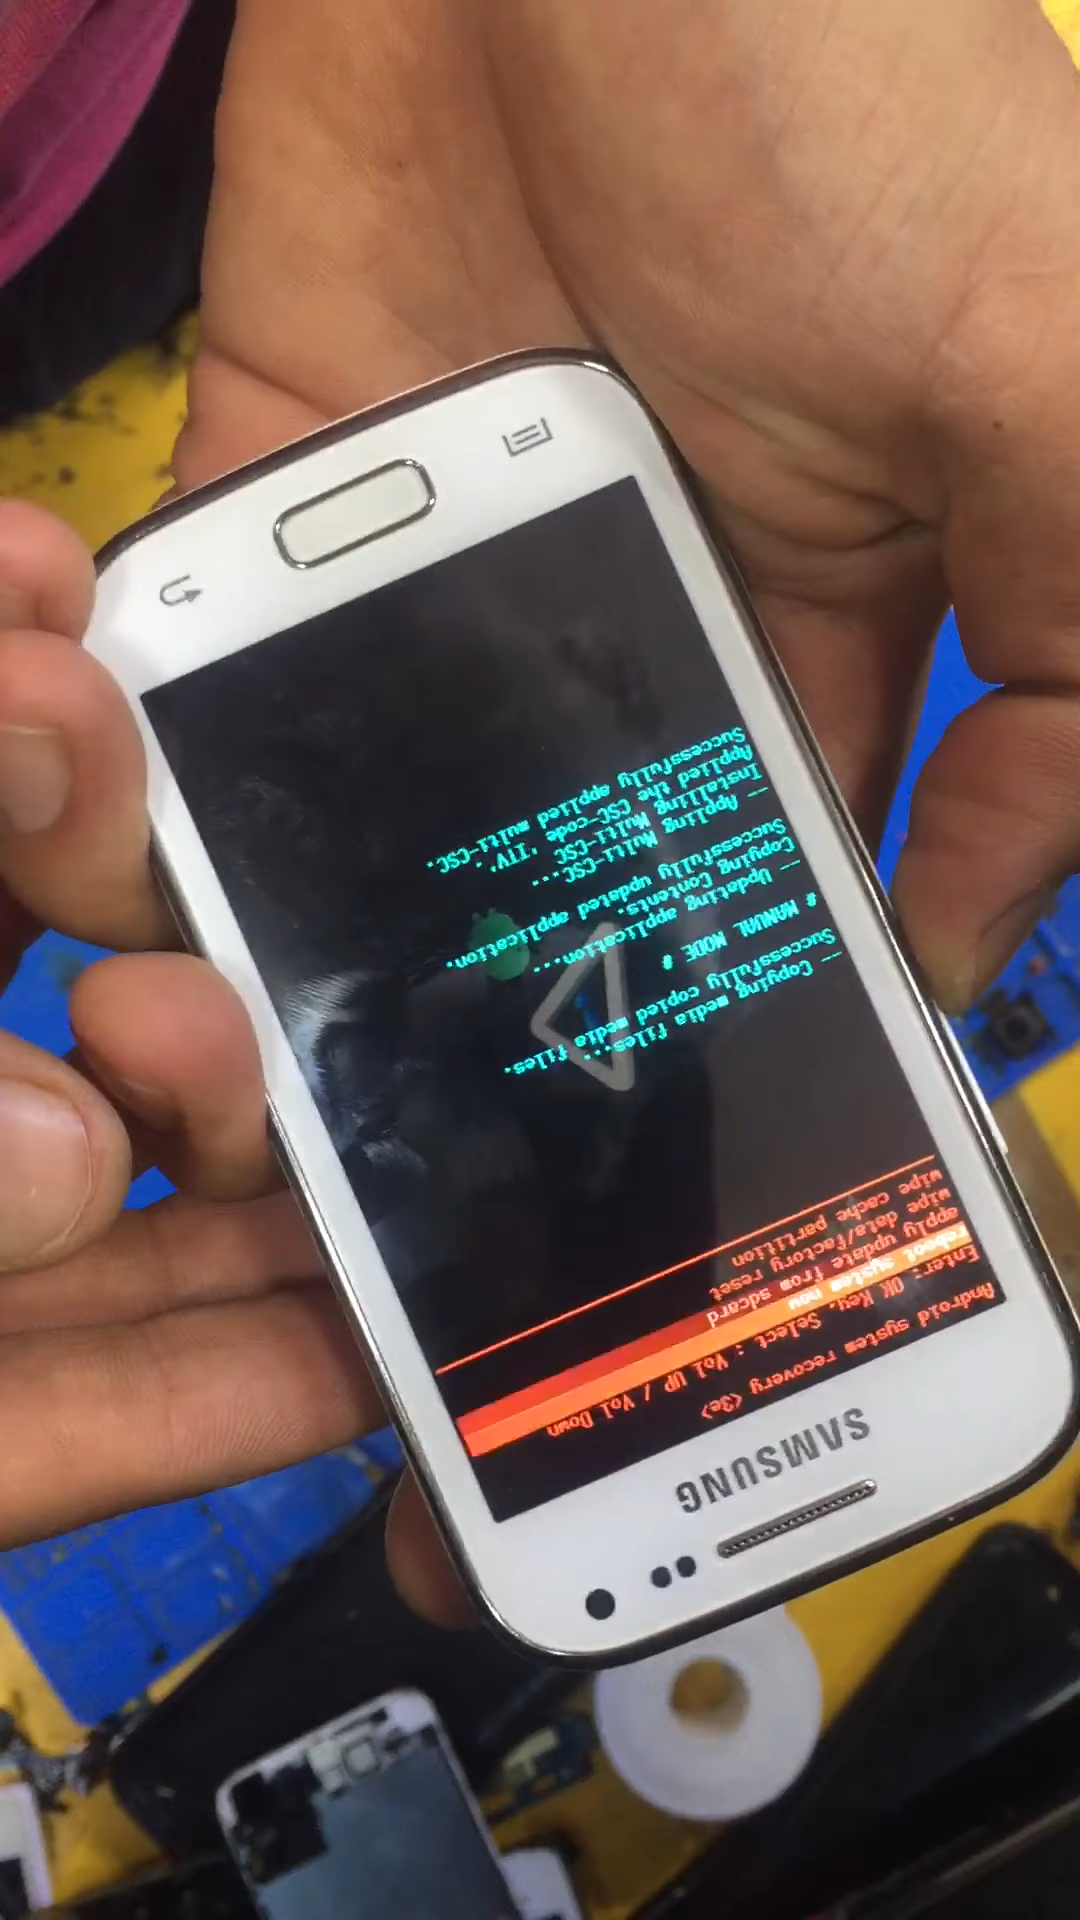 SAMSUNG
Android system recovery <3e>
Enter: OK Key, Select : Vol UP / Vol Down
reboot system now
apply update from sdcard
wipe data/factory reset
wipe cache partition
-- Copying media files...
Successfully copied media files.
# MANUAL MODE #
-- Updating application...
Copying Contents.
Successfully updated application.
-- Appling Multi-CSC...
Installing Multi-CSC
Applied the CSC-code 'TTV'.
Successfully applied multi-CSC.